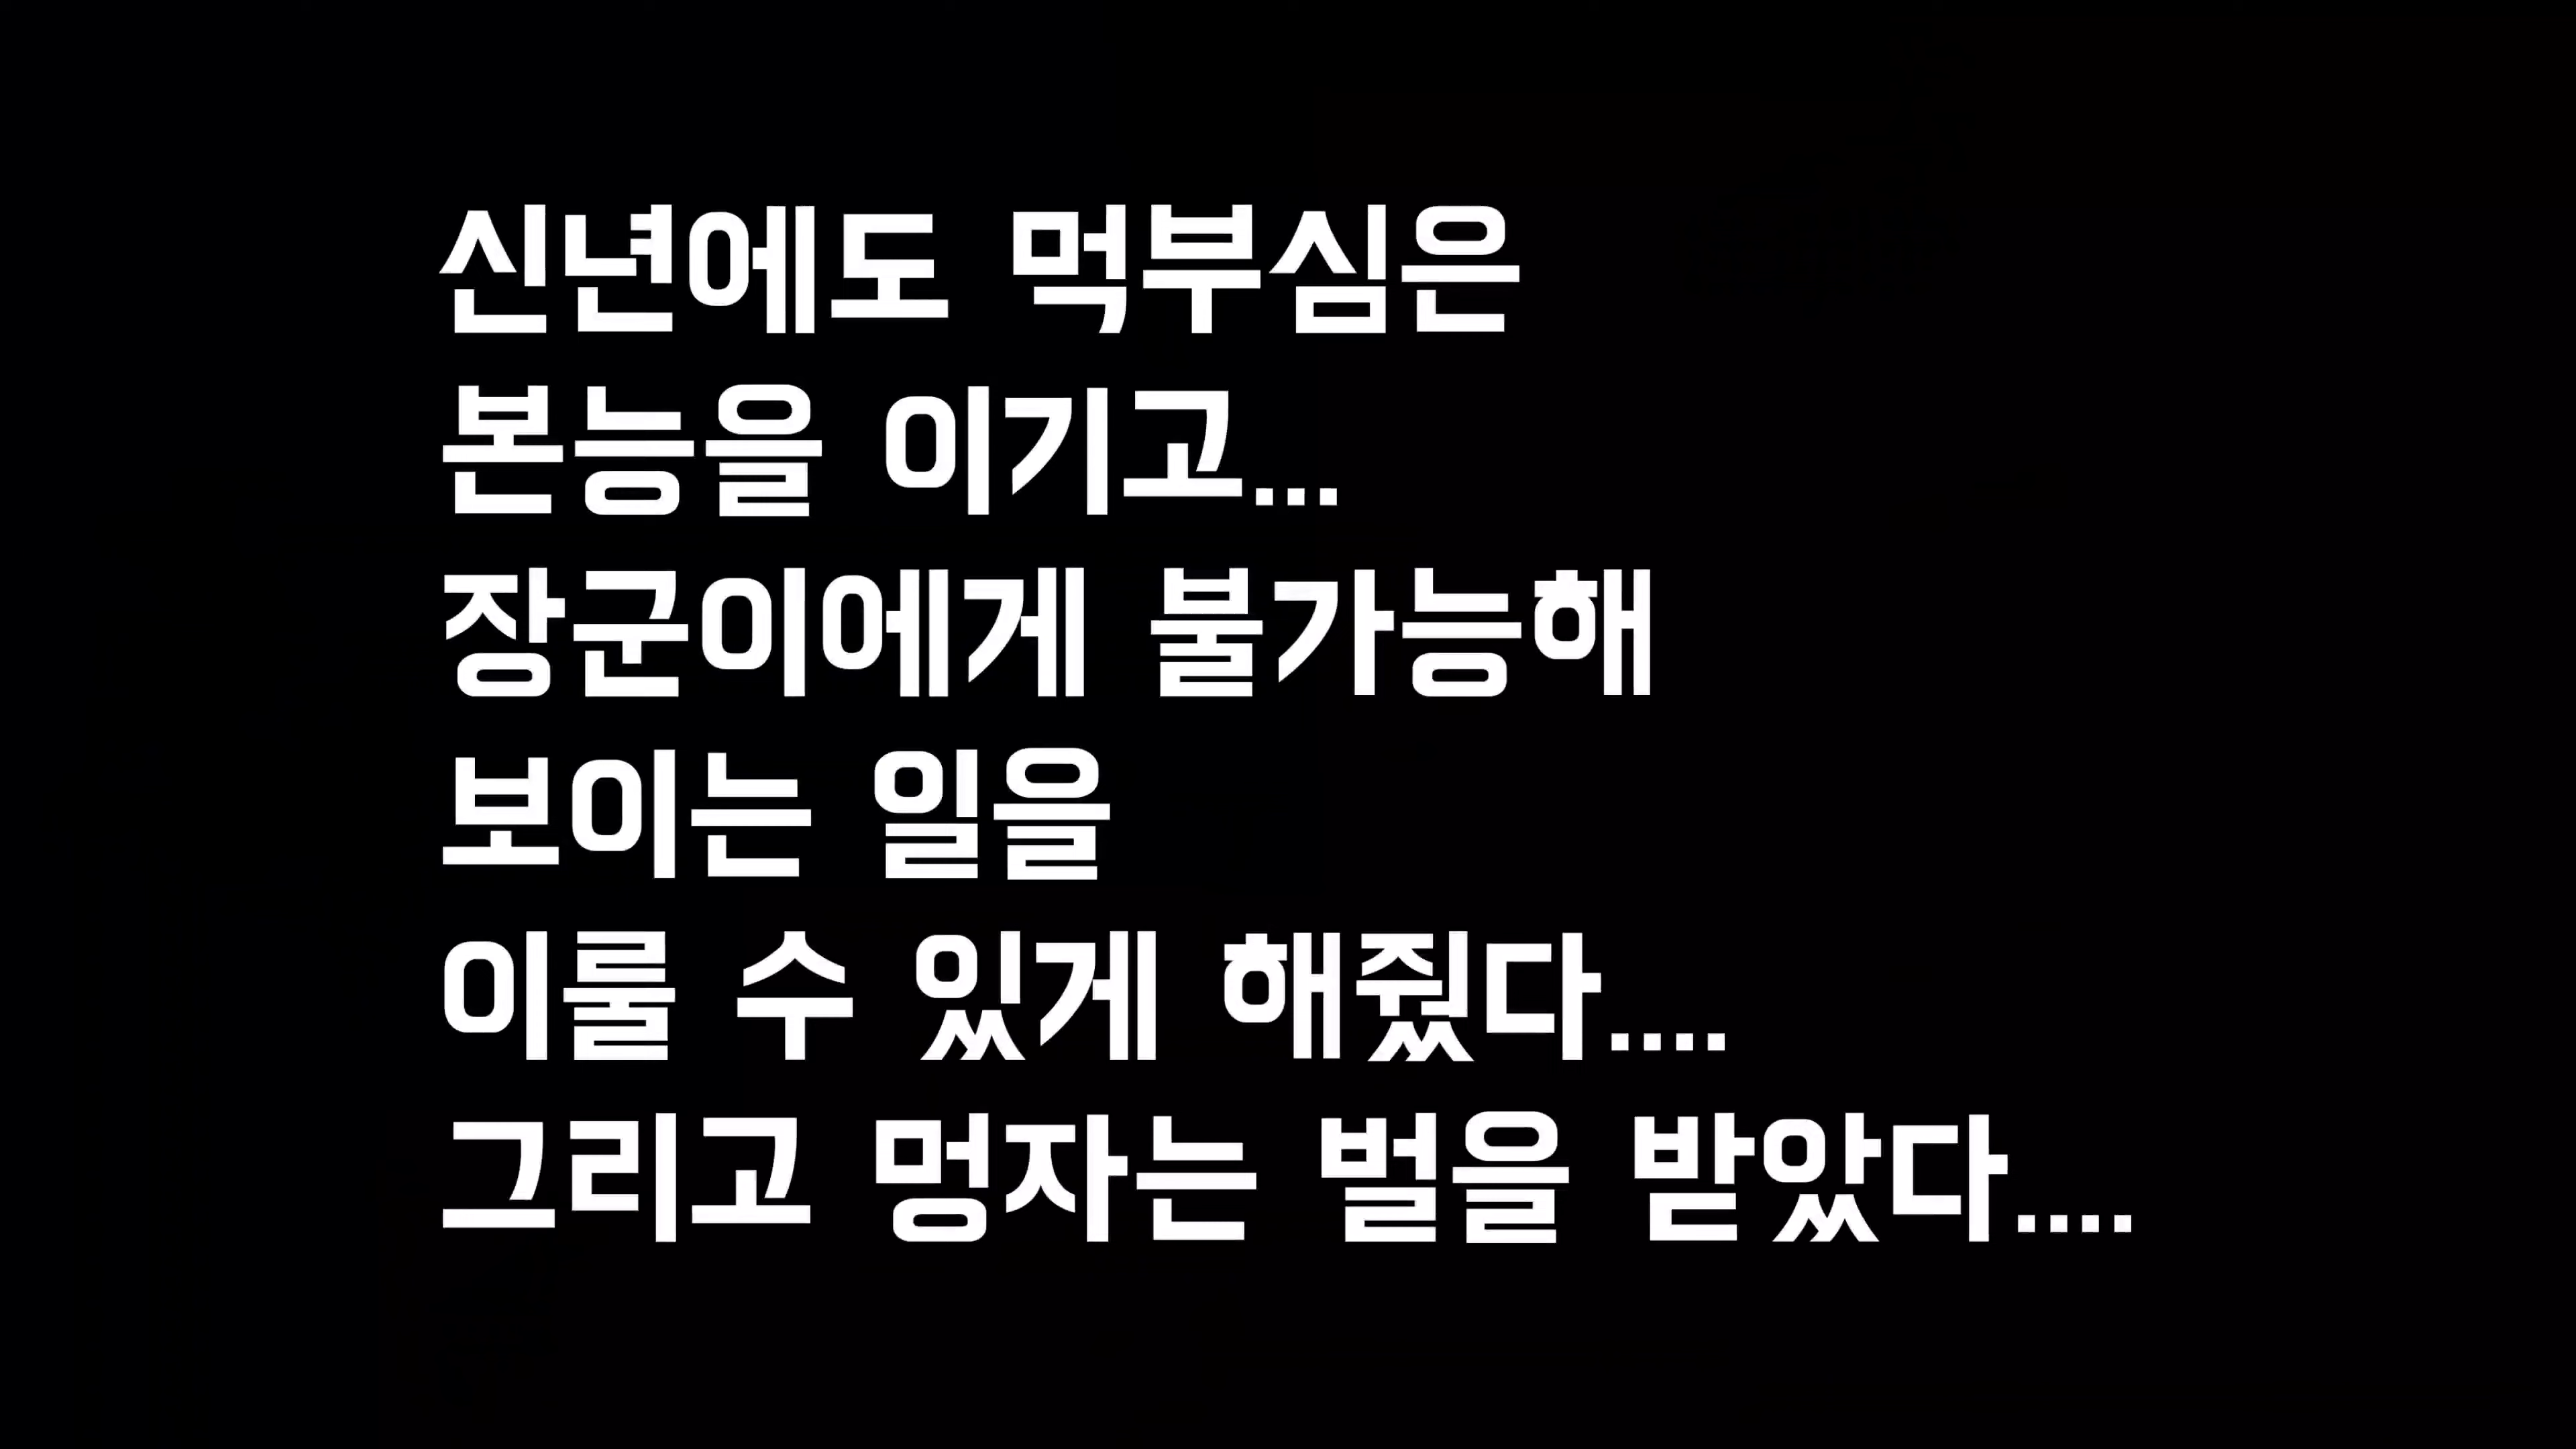 신년에도 먹부심은
본능을 이기고...
장군이에게 불가능해
보이는 일을
이룰 수 있게 해줬다....
그리고 멍자는 벌을 받았다....